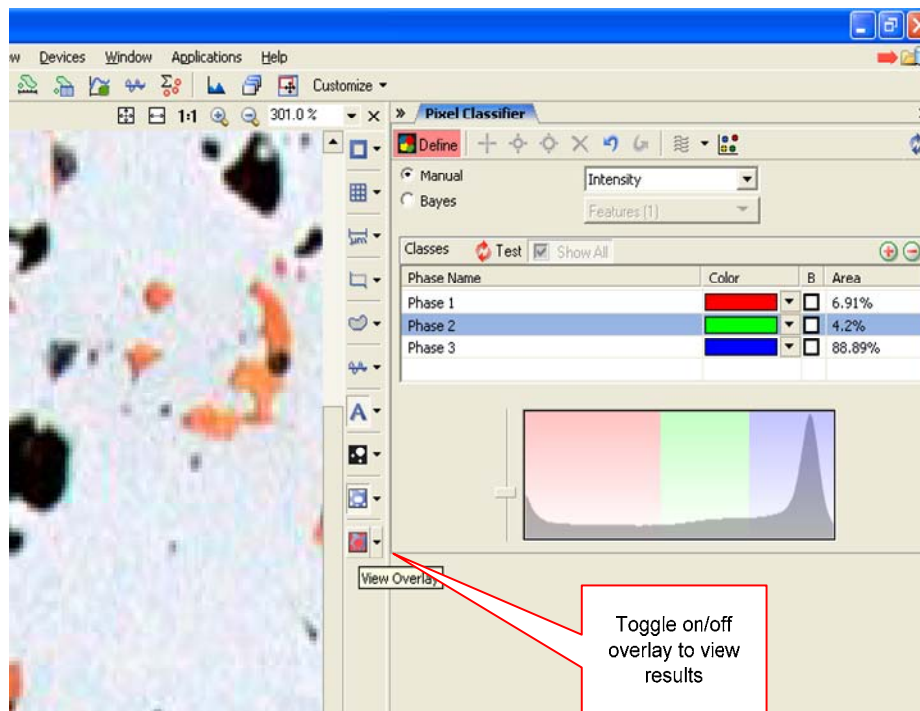 w Devices Window Applications Help
Customize
1:1 301.0 %
» Pixel Classifier
Define
Manual Intensity
Bayes Features (1)
Classes Test Show All
Phase Name Color B Area
Phase 1 6.91%
Phase 2 4.2%
Phase 3 88.89%
μm
A
View Overlay
Toggle on/off
overlay to view
results